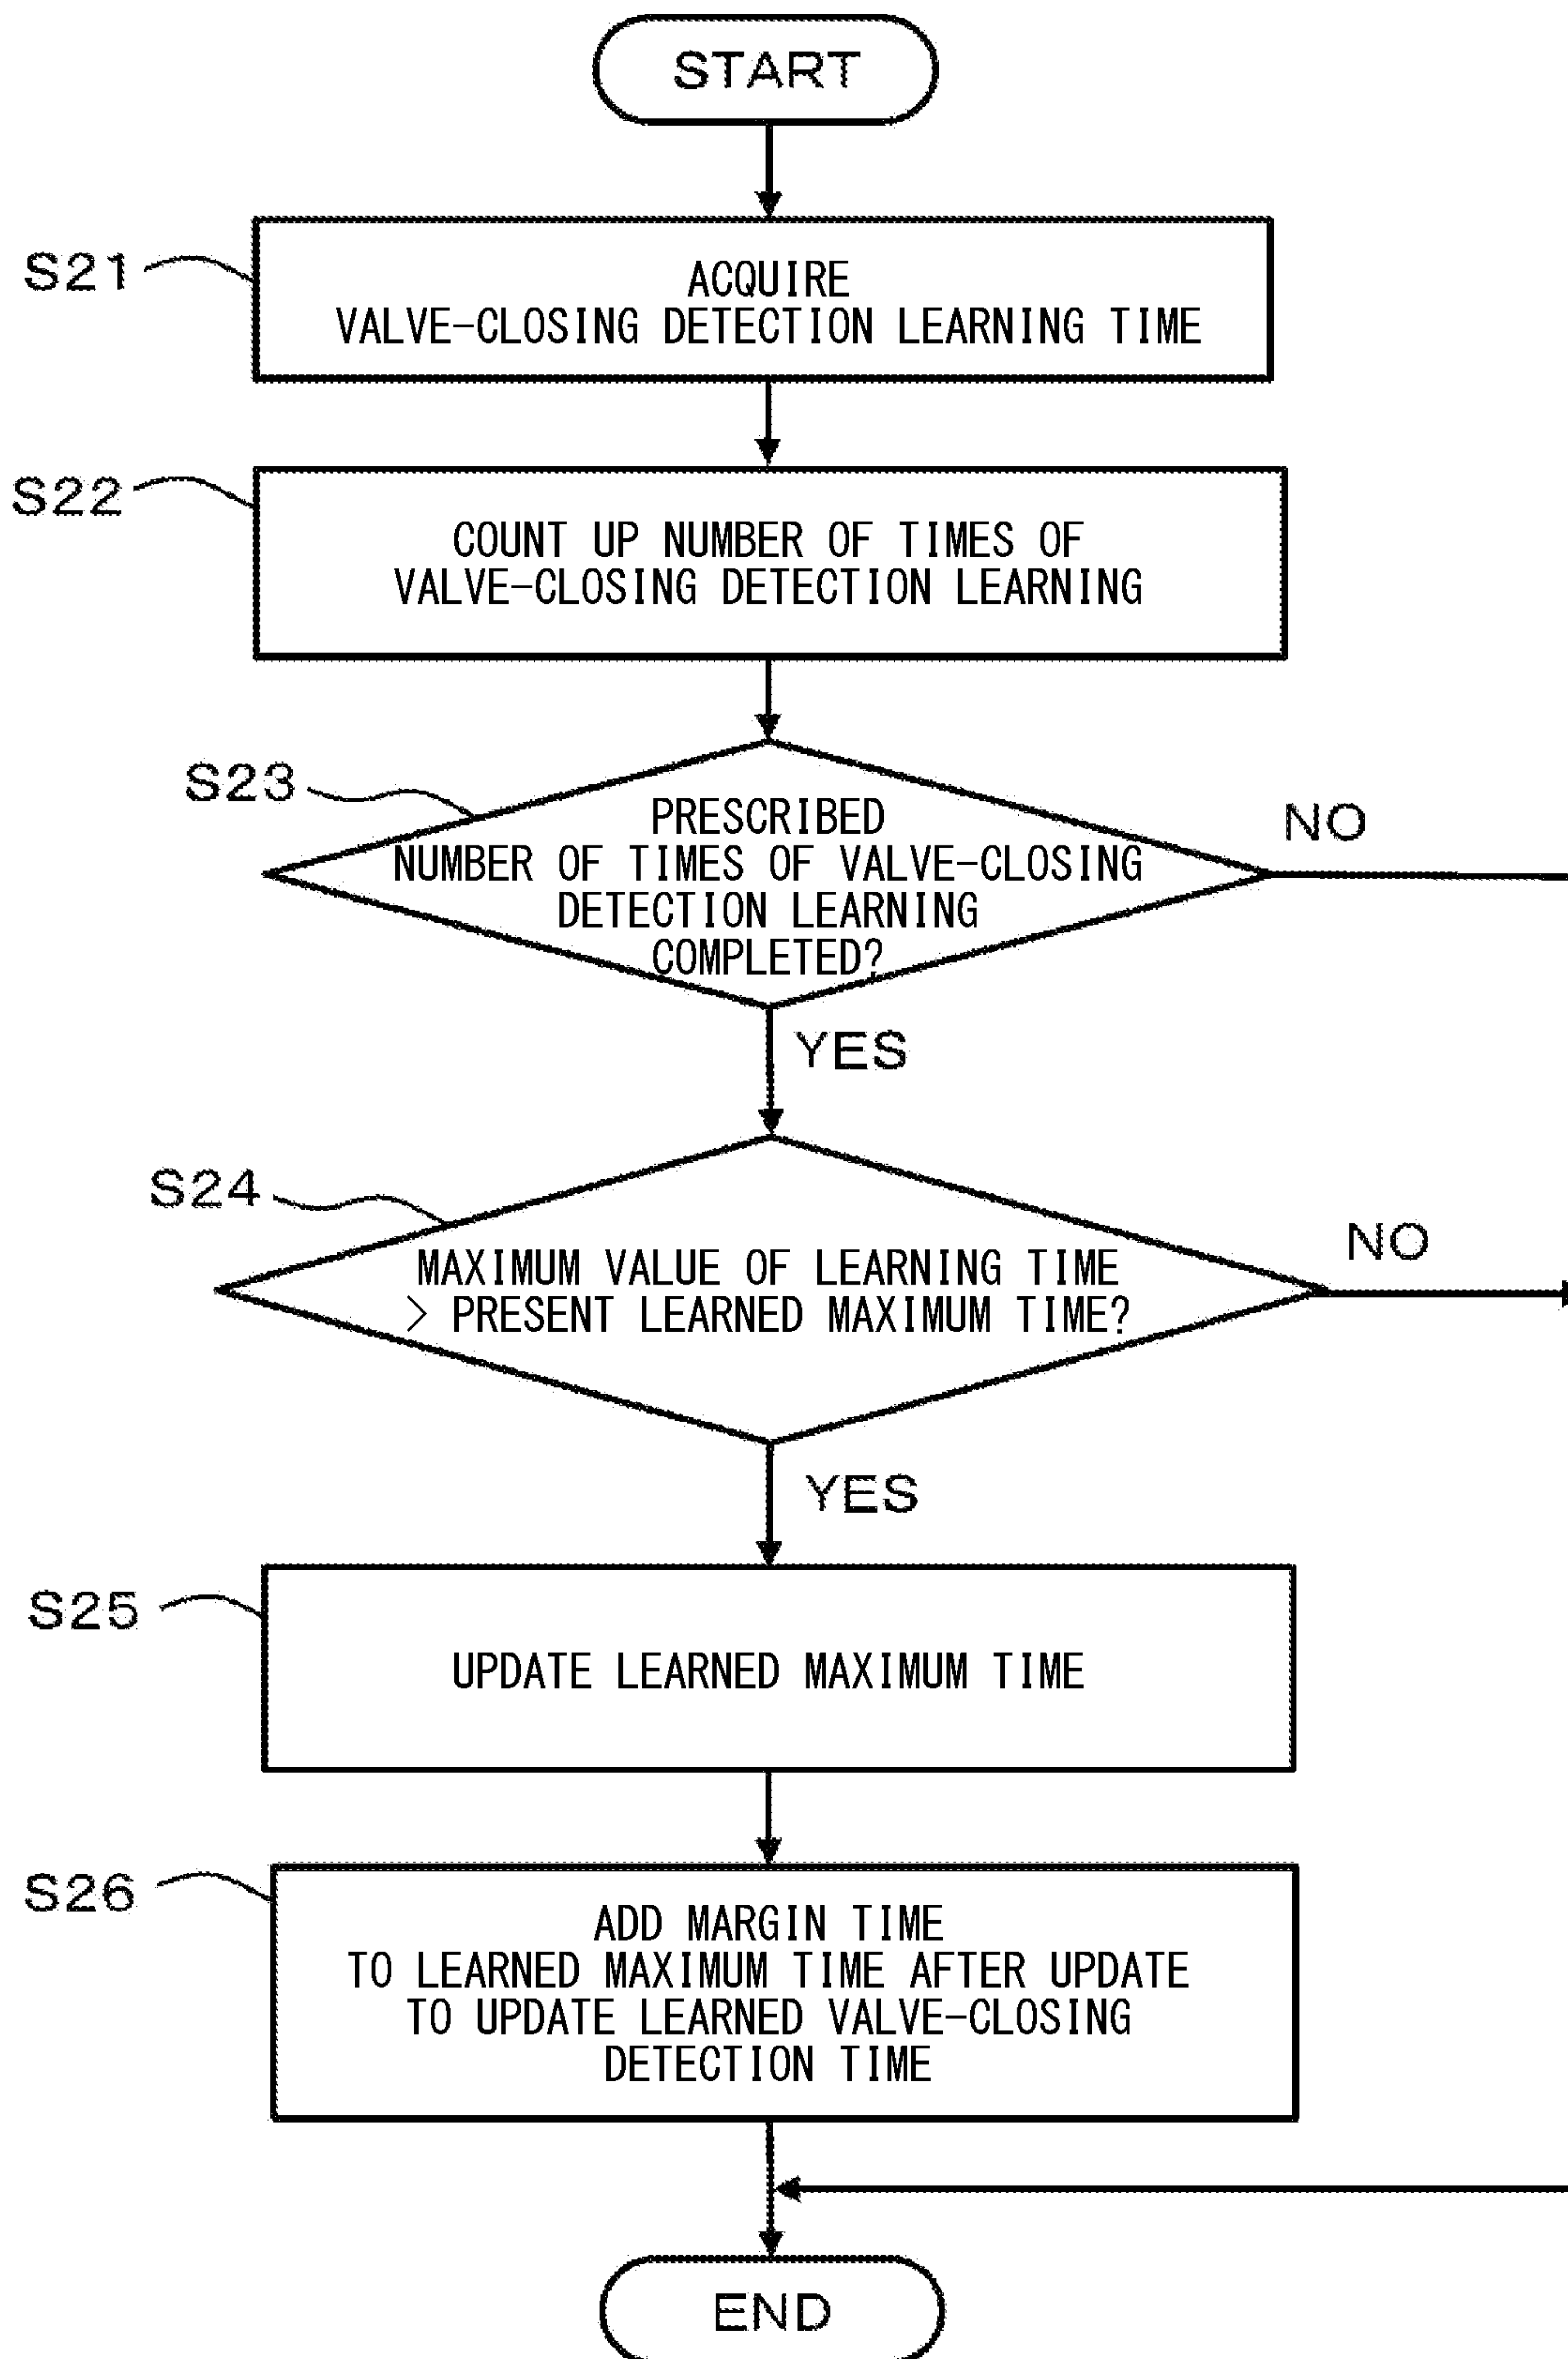 START
S21
ACQUIRE
VALVE-CLOSING DETECTION LEARNING TIME
S22
COUNT UP NUMBER OF TIMES OF
VALVE-CLOSING DETECTION LEARNING
S23
PRESCRIBED
NUMBER OF TIMES OF VALVE-CLOSING
DETECTION LEARNING
COMPLETED?
NO
YES
S24
MAXIMUM VALUE OF LEARNING TIME
> PRESENT LEARNED MAXIMUM TIME?
NO
YES
S25
UPDATE LEARNED MAXIMUM TIME
S26
ADD MARGIN TIME
TO LEARNED MAXIMUM TIME AFTER UPDATE
TO UPDATE LEARNED VALVE-CLOSING
DETECTION TIME
END